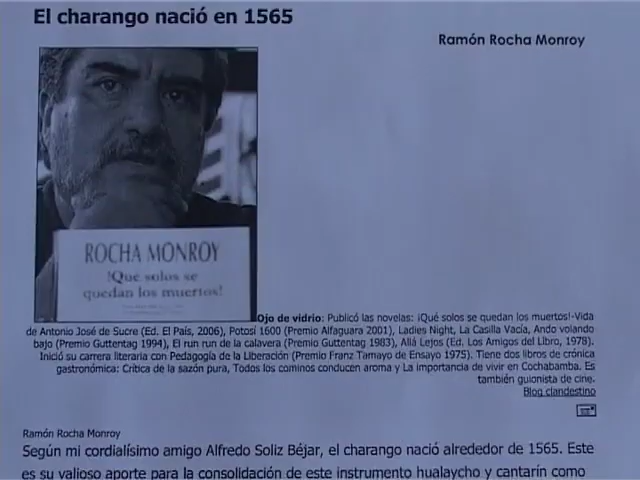 El charango nació en 1565
Ramón Rocha Monroy
ROCHA MONROY
¡Que solos se
quedan los muertos!
Ojo de vidrio: Publicó las novelas: ¡Qué solos se quedan los muertos!-Vida
de Antonio José de Sucre (Ed. El País, 2006), Potosí 1600 (Premio Alfaguara 2001), Ladies Night, La Casilla Vacía, Ando volando
bajo (Premio Guttentag 1994), El run run de la calavera (Premio Guttentag 1983), Allá Lejos (Ed. Los Amigos del Libro, 1978).
Inició su carrera literaria con Pedagogía de la Liberación (Premio Franz Tamayo de Ensayo 1975). Tiene dos libros de crónica
gastronómica: Crítica de la sazón pura, Todos los cominos conducen aroma y La importancia de vivir en Cochabamba. Es
también guionista de cine.
Blog clandestino
Ramón Rocha Monroy
Según mi cordialísimo amigo Alfredo Soliz Béjar, el charango nació alrededor de 1565. Este
es su valioso aporte para la consolidación de este instrumento hualaycho y cantarín como